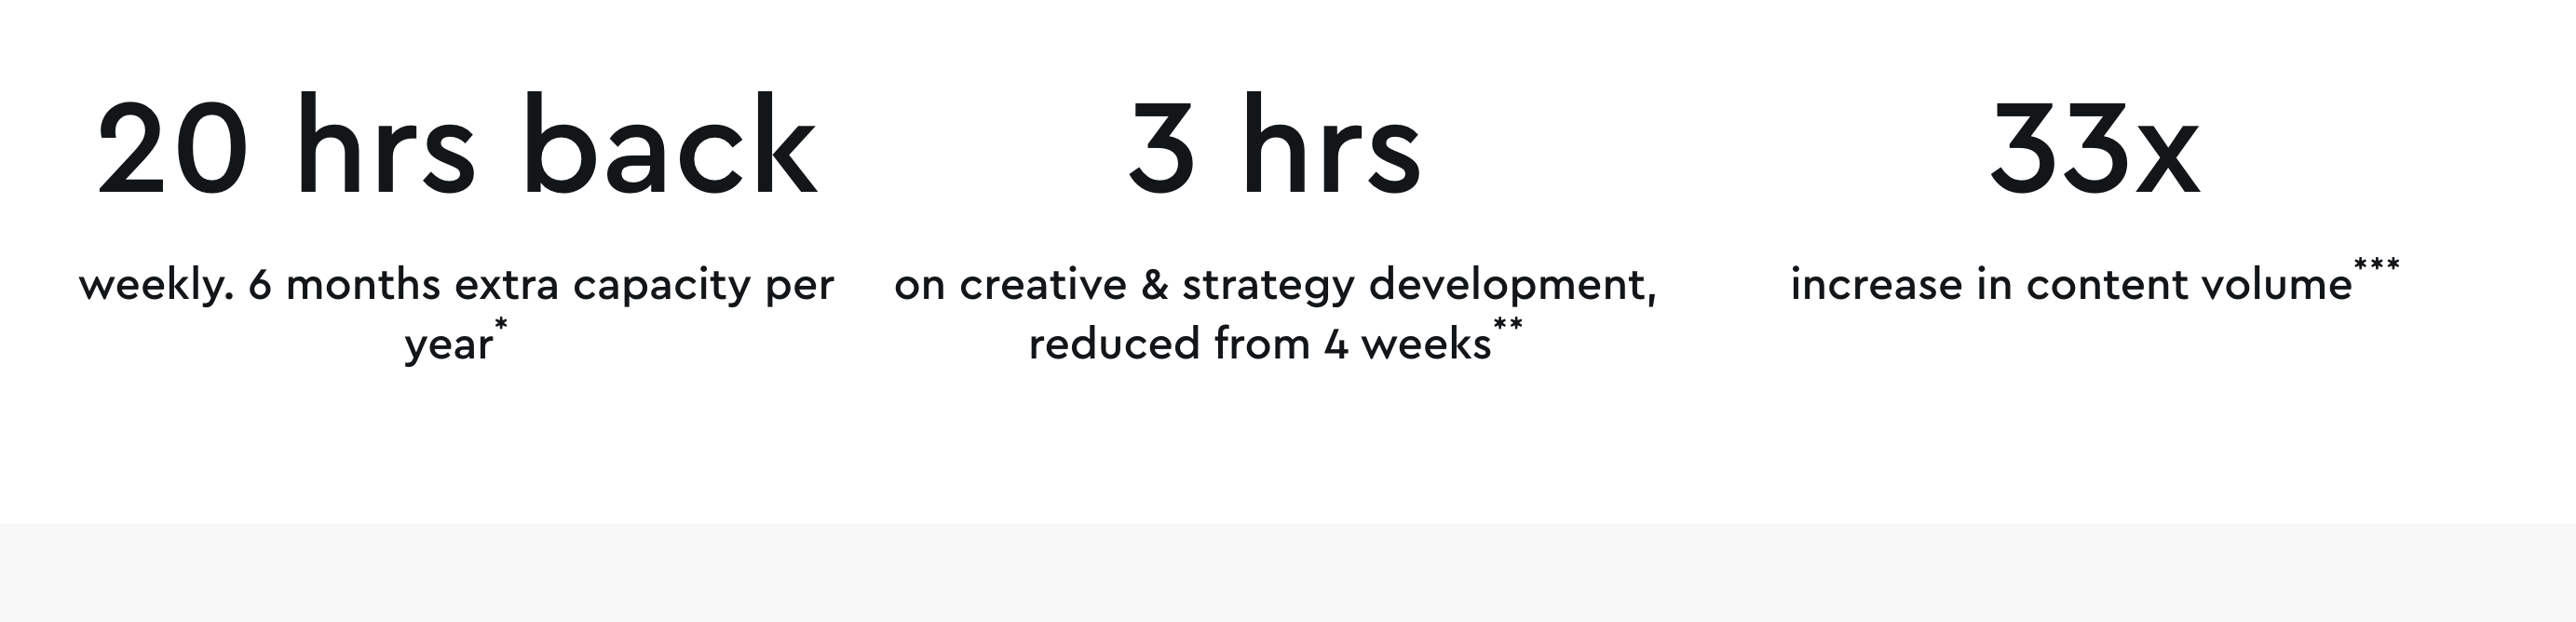 20 hrs back
weekly. 6 months extra capacity per
year*
3 hrs
on creative & strategy development,
reduced from 4 weeks**
33x
increase in content volume***